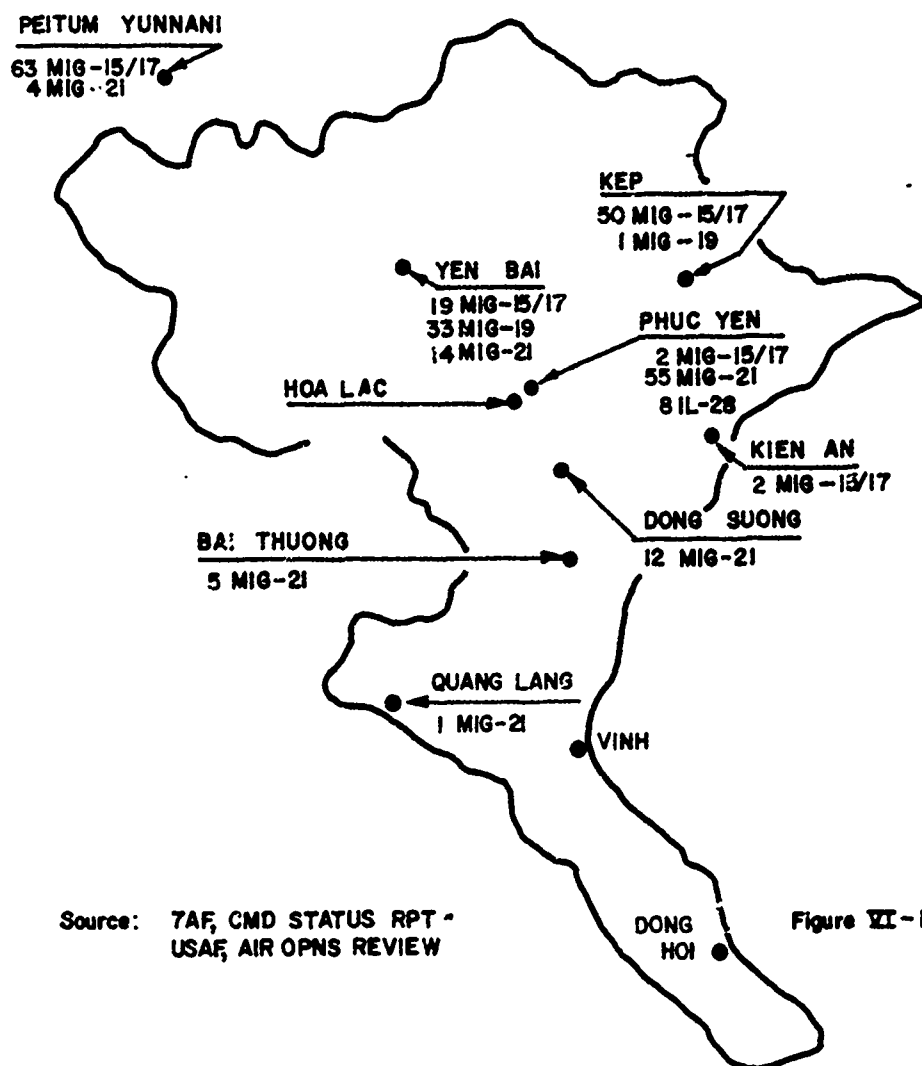 PEITUM YUNNANI
63 MIG-15/17
4 MIG-21
KEP
50 MIG-15/17
1 MIG-19
YEN BAI
19 MIG-15/17
33 MIG-19
14 MIG-21
PHUC YEN
2 MIG-15/17
55 MIG-21
8 IL-28
HOA LAC
KIEN AN
2 MIG-15/17
DONG SUONG
12 MIG-21
BAI THUONG
5 MIG-21
QUANG LANG
1 MIG-21
VINH
DONG
HOI
Source: 7AF, CMD STATUS RPT -
USAF, AIR OPNS REVIEW
Figure VI-1